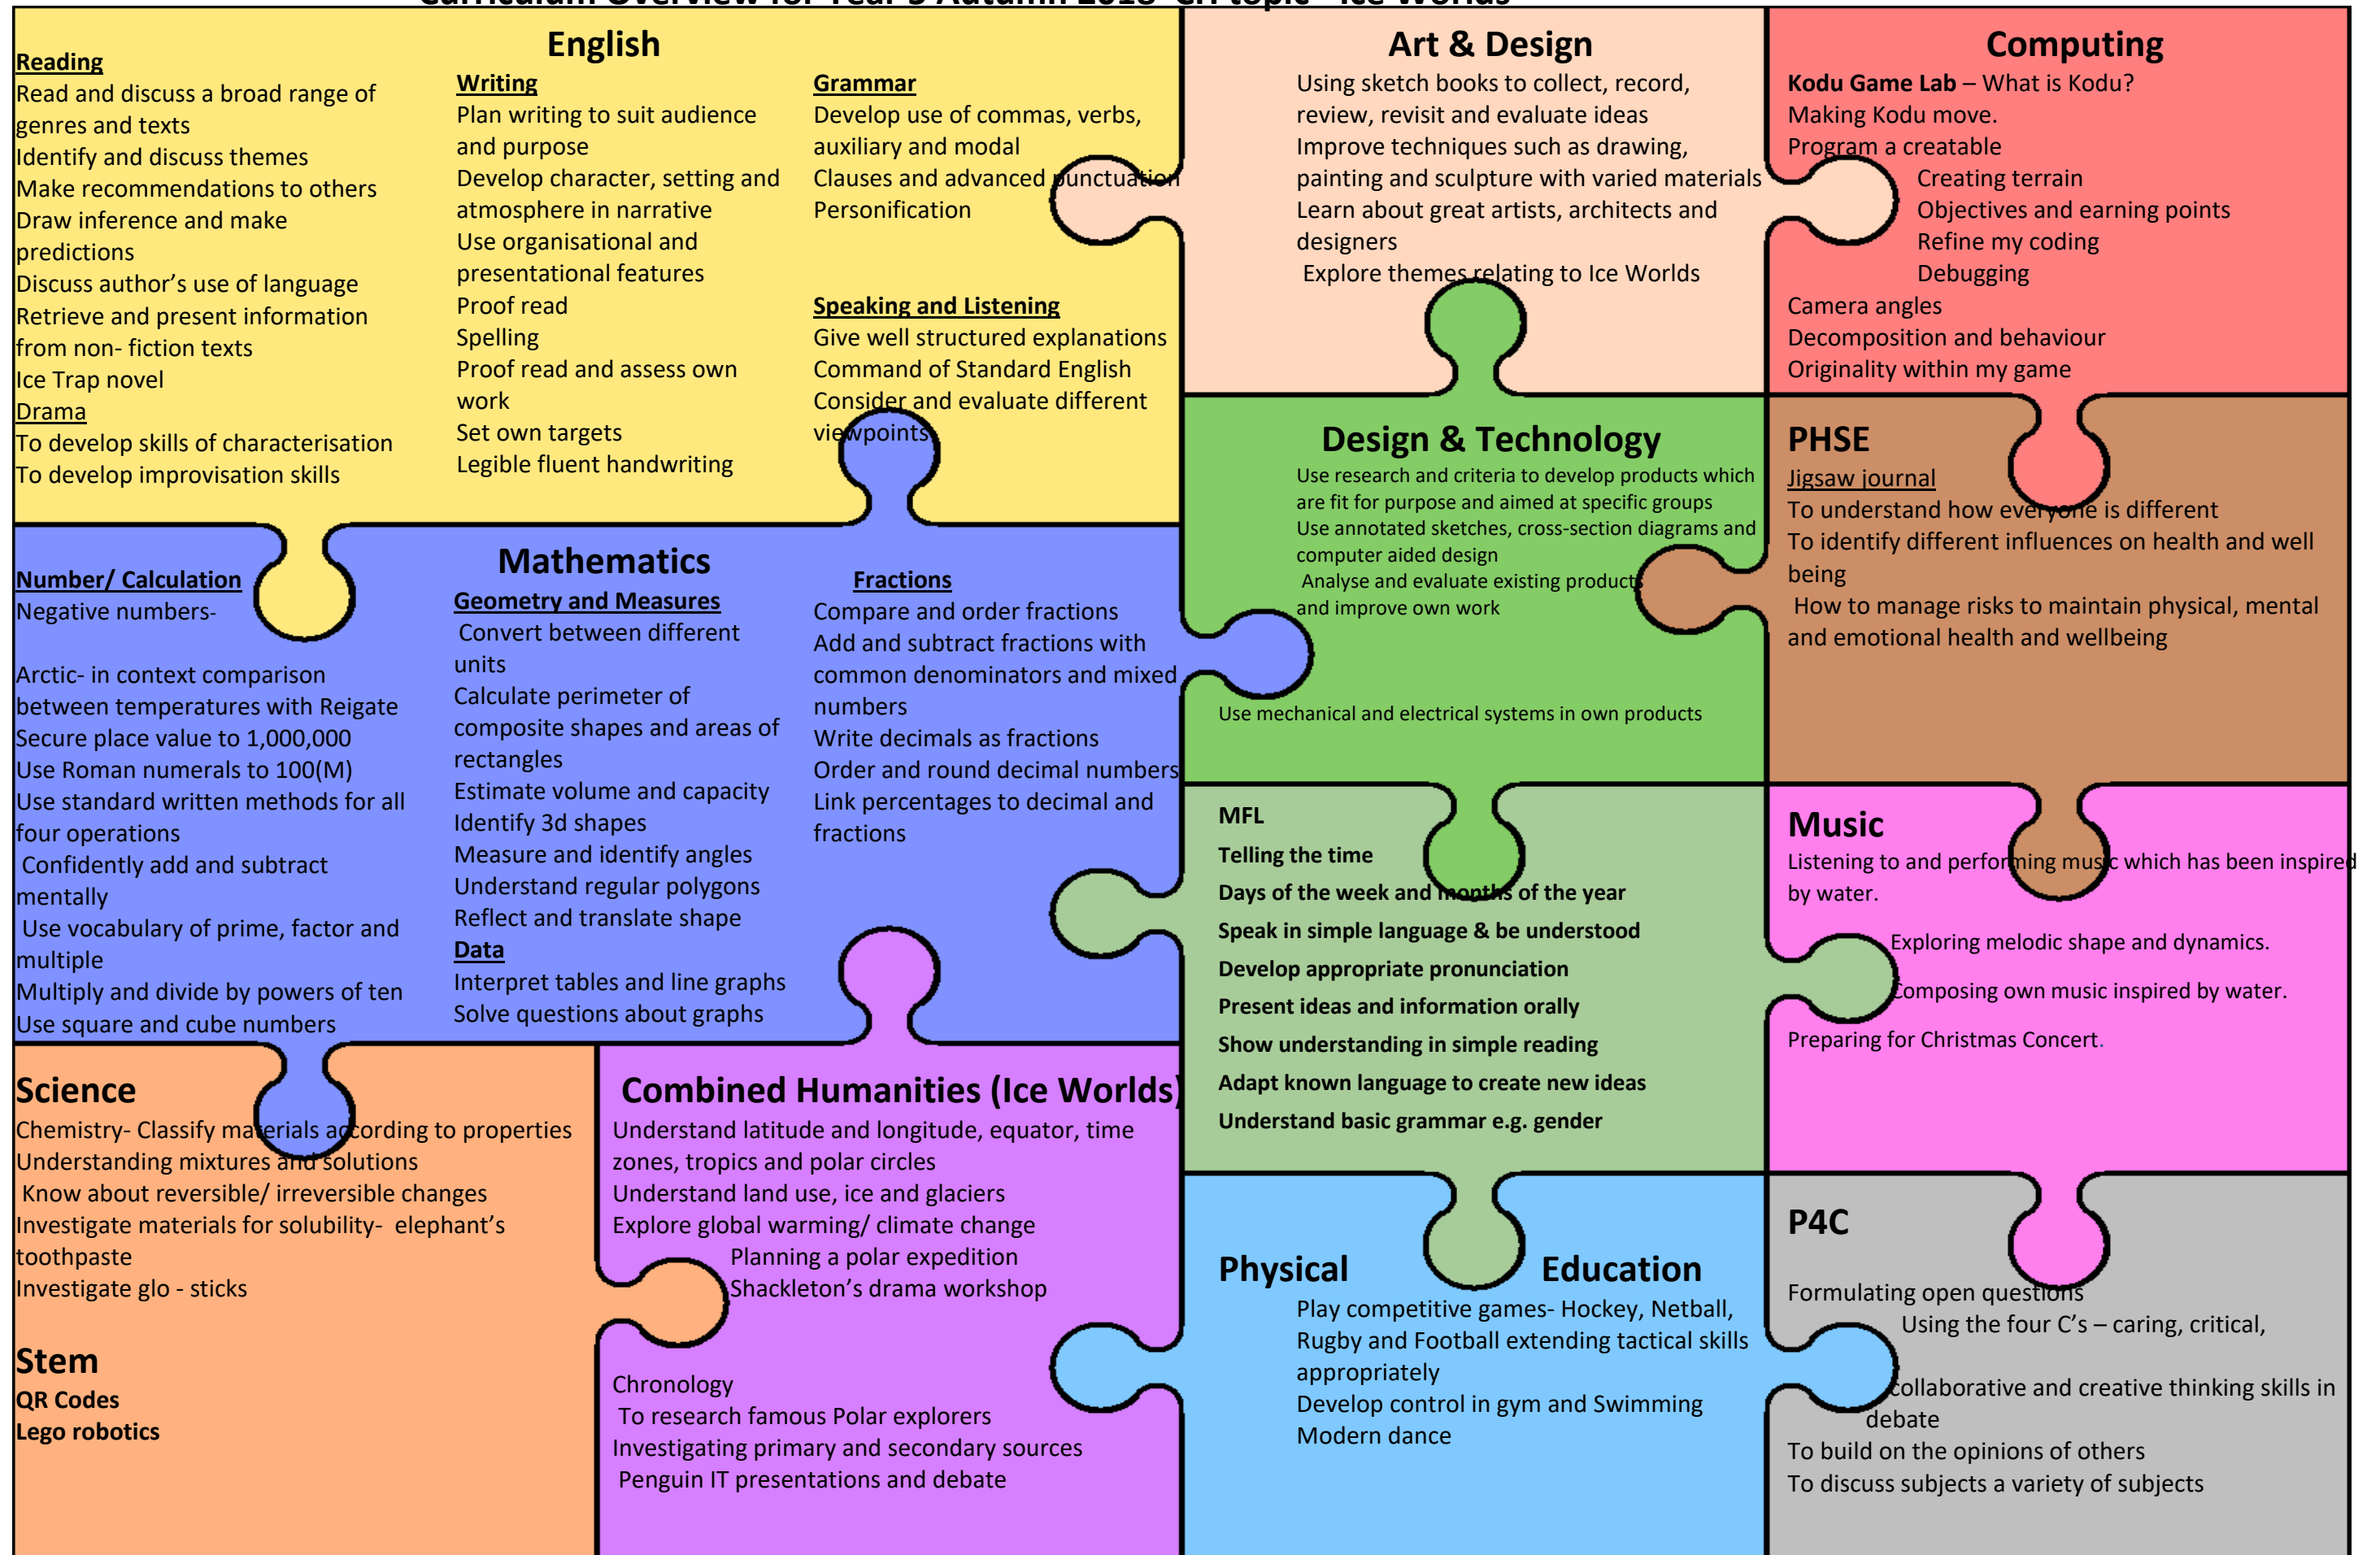 Curriculum Overview for Year 5 Autumn 2018 CH topic - Ice Worlds
English
Reading
Read and discuss a broad range of
genres and texts
Identify and discuss themes
Make recommendations to others
Draw inference and make
predictions
Discuss author's use of language
Retrieve and present information
from non- fiction texts
Ice Trap novel
Drama
To develop skills of characterisation
To develop improvisation skills
Writing
Plan writing to suit audience
and purpose
Develop character, setting and
atmosphere in narrative
Use organisational and
presentational features
Proof read
Spelling
Proof read and assess own
work
Set own targets
Legible fluent handwriting
Grammar
Develop use of commas, verbs,
auxiliary and modal
Clauses and advanced punctuation
Personification
Speaking and Listening
Give well structured explanations
Command of Standard English
Consider and evaluate different
viewpoints
Art & Design
Using sketch books to collect, record,
review, revisit and evaluate ideas
Improve techniques such as drawing,
painting and sculpture with varied materials
Learn about great artists, architects and
designers
Explore themes relating to Ice Worlds
Computing
Kodu Game Lab – What is Kodu?
Making Kodu move.
Program a creatable
Creating terrain
Objectives and earning points
Refine my coding
Debugging
Camera angles
Decomposition and behaviour
Originality within my game
Mathematics
Number/ Calculation
Negative numbers-
Arctic- in context comparison
between temperatures with Reigate
Secure place value to 1,000,000
Use Roman numerals to 100(M)
Use standard written methods for all
four operations
Confidently add and subtract
mentally
Use vocabulary of prime, factor and
multiple
Multiply and divide by powers of ten
Use square and cube numbers
Geometry and Measures
Convert between different
units
Calculate perimeter of
composite shapes and areas of
rectangles
Estimate volume and capacity
Identify 3d shapes
Measure and identify angles
Understand regular polygons
Reflect and translate shape
Data
Interpret tables and line graphs
Solve questions about graphs
Fractions
Compare and order fractions
Add and subtract fractions with
common denominators and mixed
numbers
Write decimals as fractions
Order and round decimal numbers
Link percentages to decimal and
fractions
Design & Technology
Use research and criteria to develop products which
are fit for purpose and aimed at specific groups
Use annotated sketches, cross-section diagrams and
computer aided design
Analyse and evaluate existing products
and improve own work
Use mechanical and electrical systems in own products
PHSE
Jigsaw journal
To understand how everyone is different
To identify different influences on health and well
being
How to manage risks to maintain physical, mental
and emotional health and wellbeing
MFL
Telling the time
Days of the week and months of the year
Speak in simple language & be understood
Develop appropriate pronunciation
Present ideas and information orally
Show understanding in simple reading
Adapt known language to create new ideas
Understand basic grammar e.g. gender
Music
Listening to and performing music which has been inspired
by water.
Exploring melodic shape and dynamics.
Composing own music inspired by water.
Preparing for Christmas Concert.
Science
Chemistry- Classify materials according to properties
Understanding mixtures and solutions
Know about reversible/ irreversible changes
Investigate materials for solubility- elephant's
toothpaste
Investigate glo - sticks
Stem
QR Codes
Lego robotics
Combined Humanities (Ice Worlds)
Understand latitude and longitude, equator, time
zones, tropics and polar circles
Understand land use, ice and glaciers
Explore global warming/ climate change
Planning a polar expedition
Shackleton's drama workshop
Chronology
To research famous Polar explorers
Investigating primary and secondary sources
Penguin IT presentations and debate
Physical Education
Play competitive games- Hockey, Netball,
Rugby and Football extending tactical skills
appropriately
Develop control in gym and Swimming
Modern dance
P4C
Formulating open questions
Using the four C's – caring, critical,
collaborative and creative thinking skills in
debate
To build on the opinions of others
To discuss subjects a variety of subjects